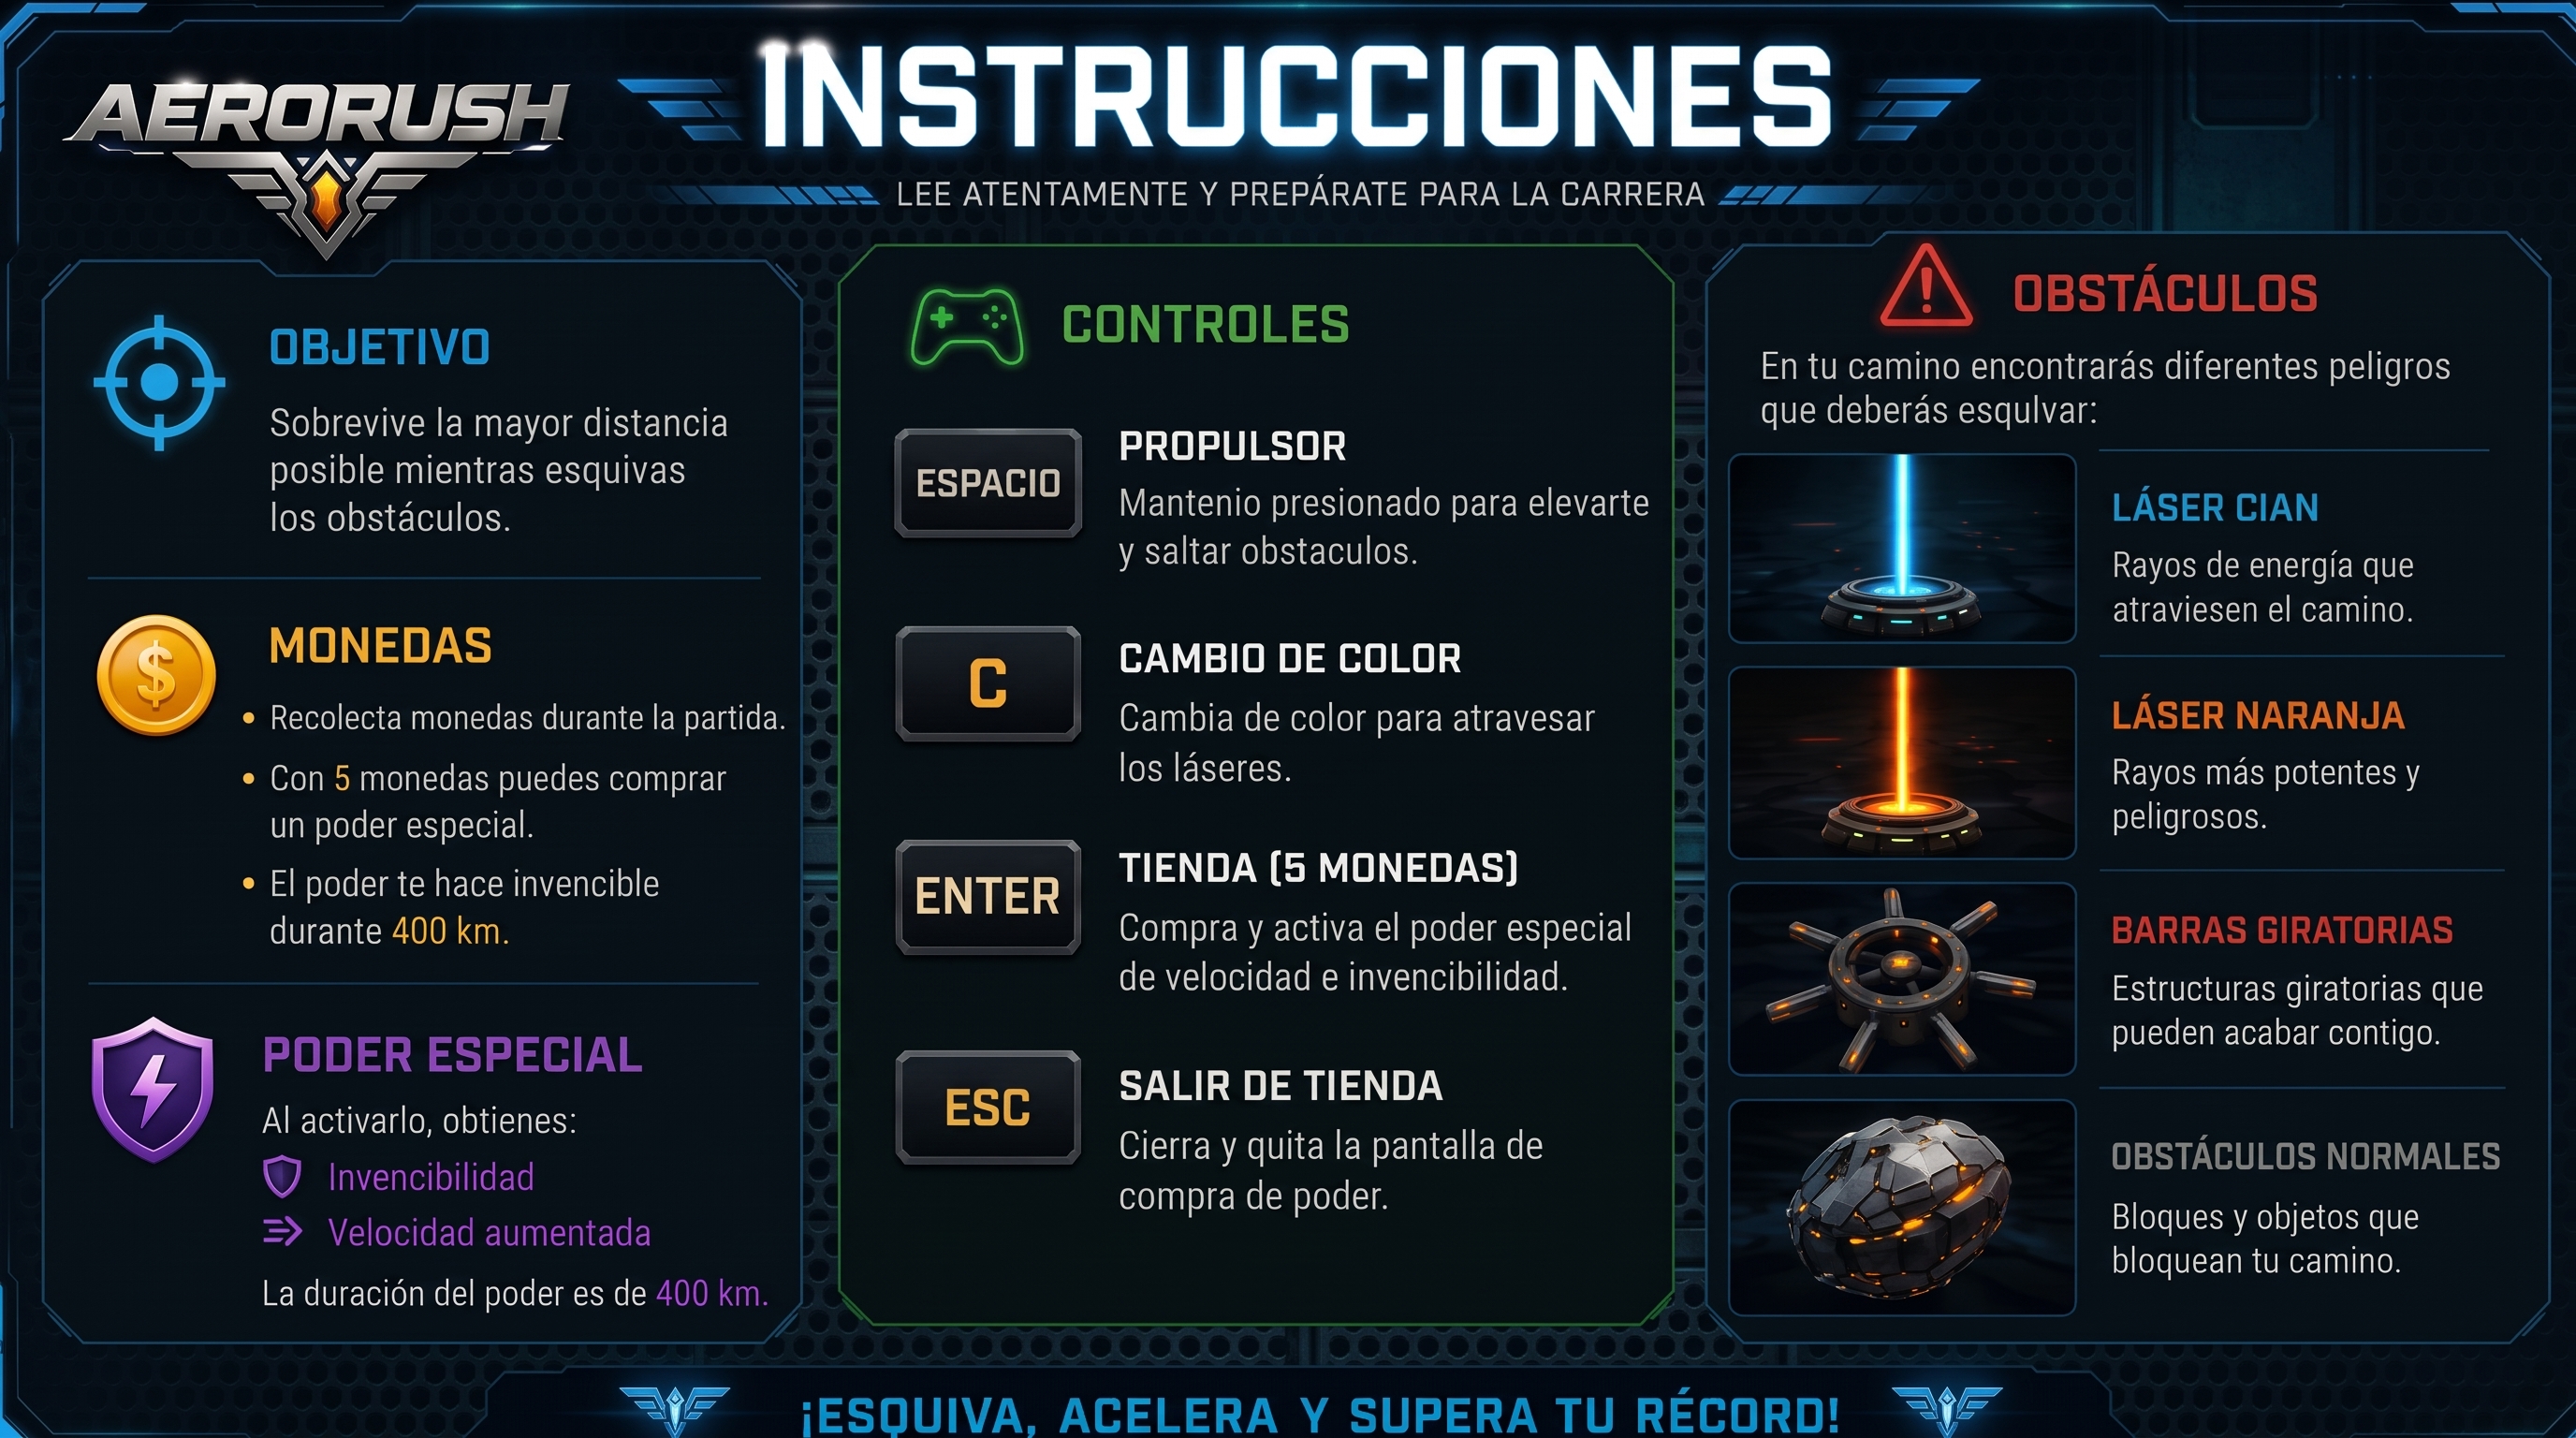 AERORUSH
INSTRUCCIONES
LEE ATENTAMENTE Y PREPÁRATE PARA LA CARRERA
OBJETIVO
Sobrevive la mayor distancia
posible mientras esquivas
los obstáculos.
$
MONEDAS
• Recolecta monedas durante la partida.
• Con 5 monedas puedes comprar
un poder especial.
• El poder te hace invencible
durante 400 km.
PODER ESPECIAL
Al activarlo, obtienes:
Invencibilidad
Velocidad aumentada
La duración del poder es de 400 km.
CONTROLES
ESPACIO
PROPULSOR
Mantenio presionado para elevarte
y saltar obstaculos.
C
CAMBIO DE COLOR
Cambia de color para atravesar
los láseres.
ENTER
TIENDA (5 MONEDAS)
Compra y activa el poder especial
de velocidad e invencibilidad.
ESC
SALIR DE TIENDA
Cierra y quita la pantalla de
compra de poder.
OBSTÁCULOS
En tu camino encontrarás diferentes peligros
que deberás esqulvar:
LÁSER CIAN
Rayos de energía que
atraviesen el camino.
LÁSER NARANJA
Rayos más potentes y
peligrosos.
BARRAS GIRATORIAS
Estructuras giratorias que
pueden acabar contigo.
OBSTÁCULOS NORMALES
Bloques y objetos que
bloquean tu camino.
¡ESQUIVA, ACELERA Y SUPERA TU RÉCORD!